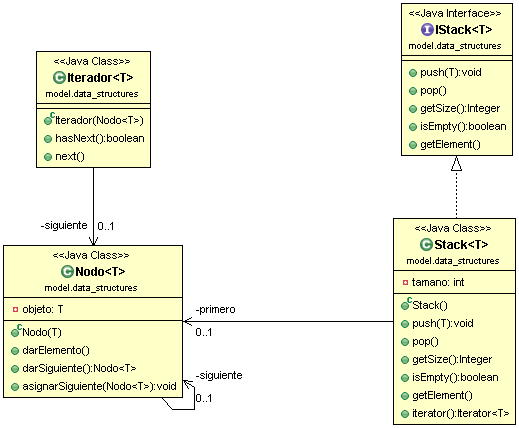 <<Java Interface>>
I IStack<T>
model.data_structures
push(T):void
pop()
getSize():Integer
isEmpty():boolean
getElement()
<<Java Class>>
C Iterador<T>
model.data_structures
c Iterador(Nodo<T>)
hasNext():boolean
next()
-siguiente
0..1
<<Java Class>>
C Nodo<T>
model.data_structures
objeto: T
c Nodo(T)
darElemento()
darSiguiente():Nodo<T>
asignarSiguiente(Nodo<T>):void
-primero
0..1
-siguiente
0..1
<<Java Class>>
C Stack<T>
model.data_structures
tamano: int
c Stack()
push(T):void
pop()
getSize():Integer
isEmpty():boolean
getElement()
iterator():Iterator<T>